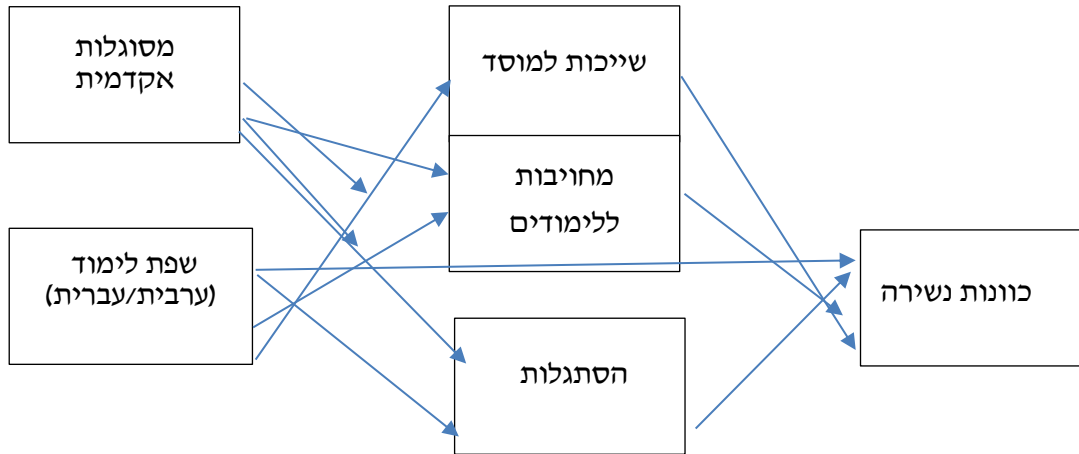 מסוגלות
אקדמית
שייכות למוסד
מחויבות
ללימודים
שפת לימוד
(ערבית/עברית)
כוונות נשירה
הסתגלות